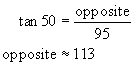 tan 50 = opposite / 95
opposite ≈ 113